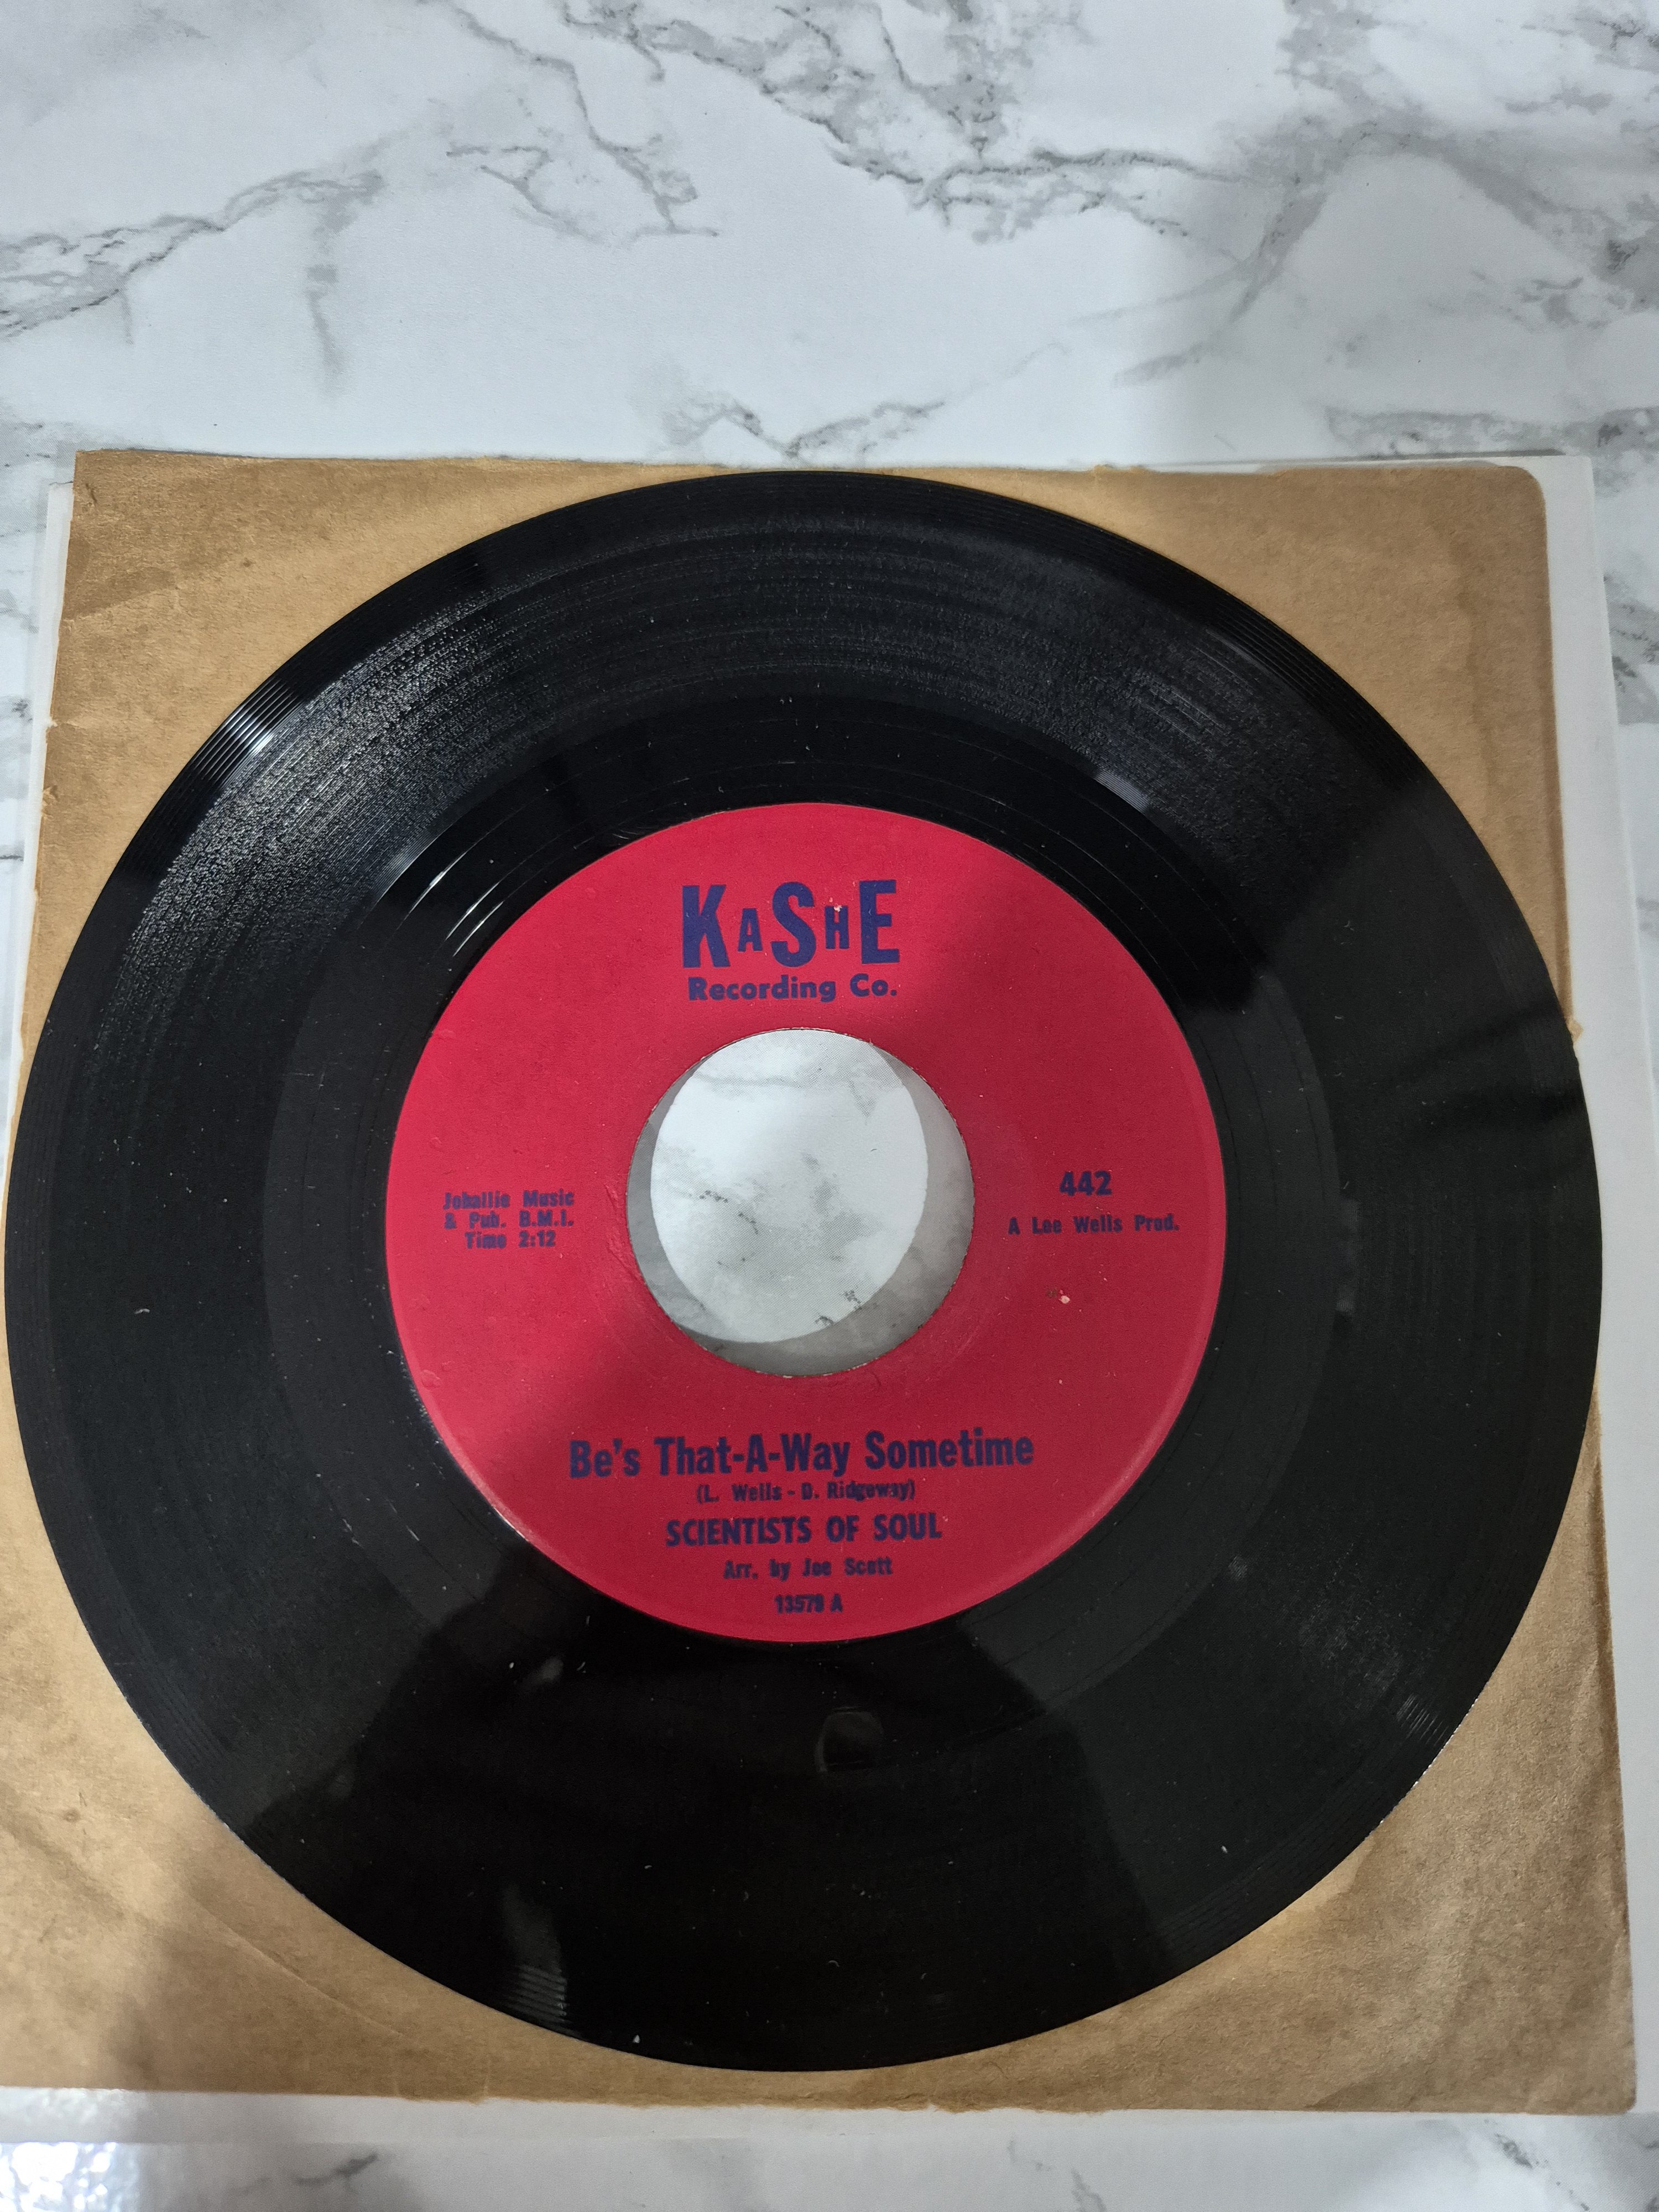 KASHE
Recording Co.
Joballie Music
& Pub. B.M.I.
Time 2:12
442
A Lee Wells Prod.
Be's That-A-Way Sometime
(L. Wells - D. Ridgeway)
SCIENTISTS OF SOUL
Arr. by Joe Scott
13579 A